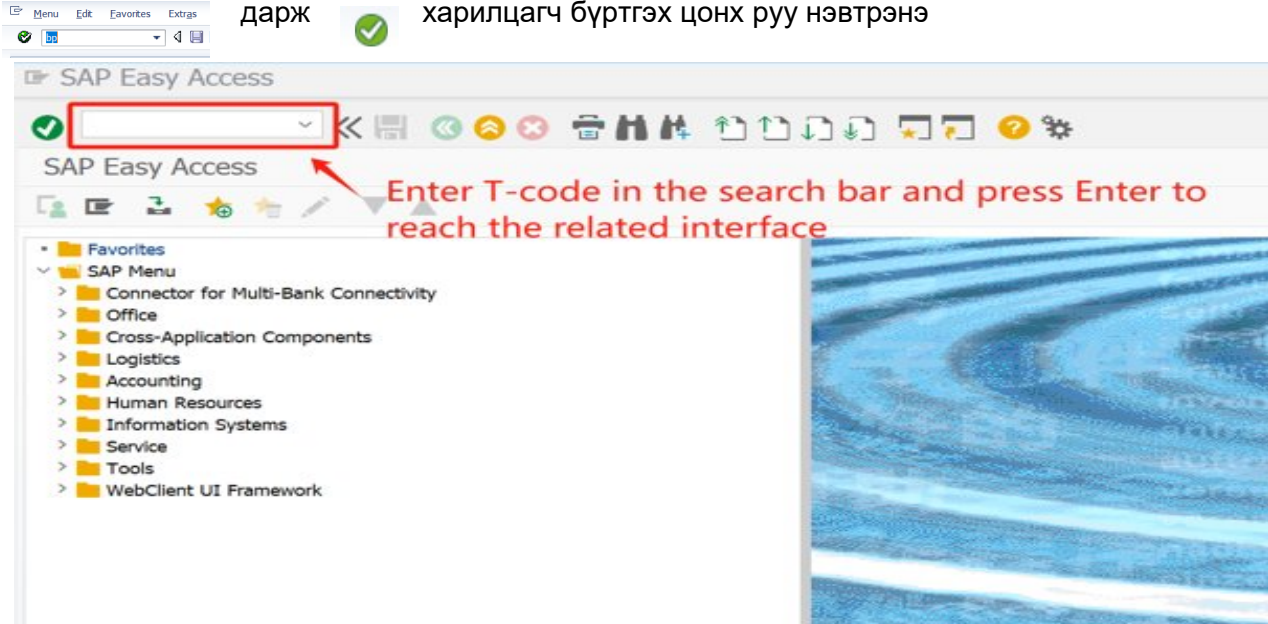 Menu Edit Favorites Extras
дарж харилцагч бүртгэх цонх руу нэвтрэнэ
bp
SAP Easy Access
SAP Easy Access
Enter T-code in the search bar and press Enter to
reach the related interface
Favorites
SAP Menu
Connector for Multi-Bank Connectivity
Office
Cross-Application Components
Logistics
Accounting
Human Resources
Information Systems
Service
Tools
WebClient UI Framework